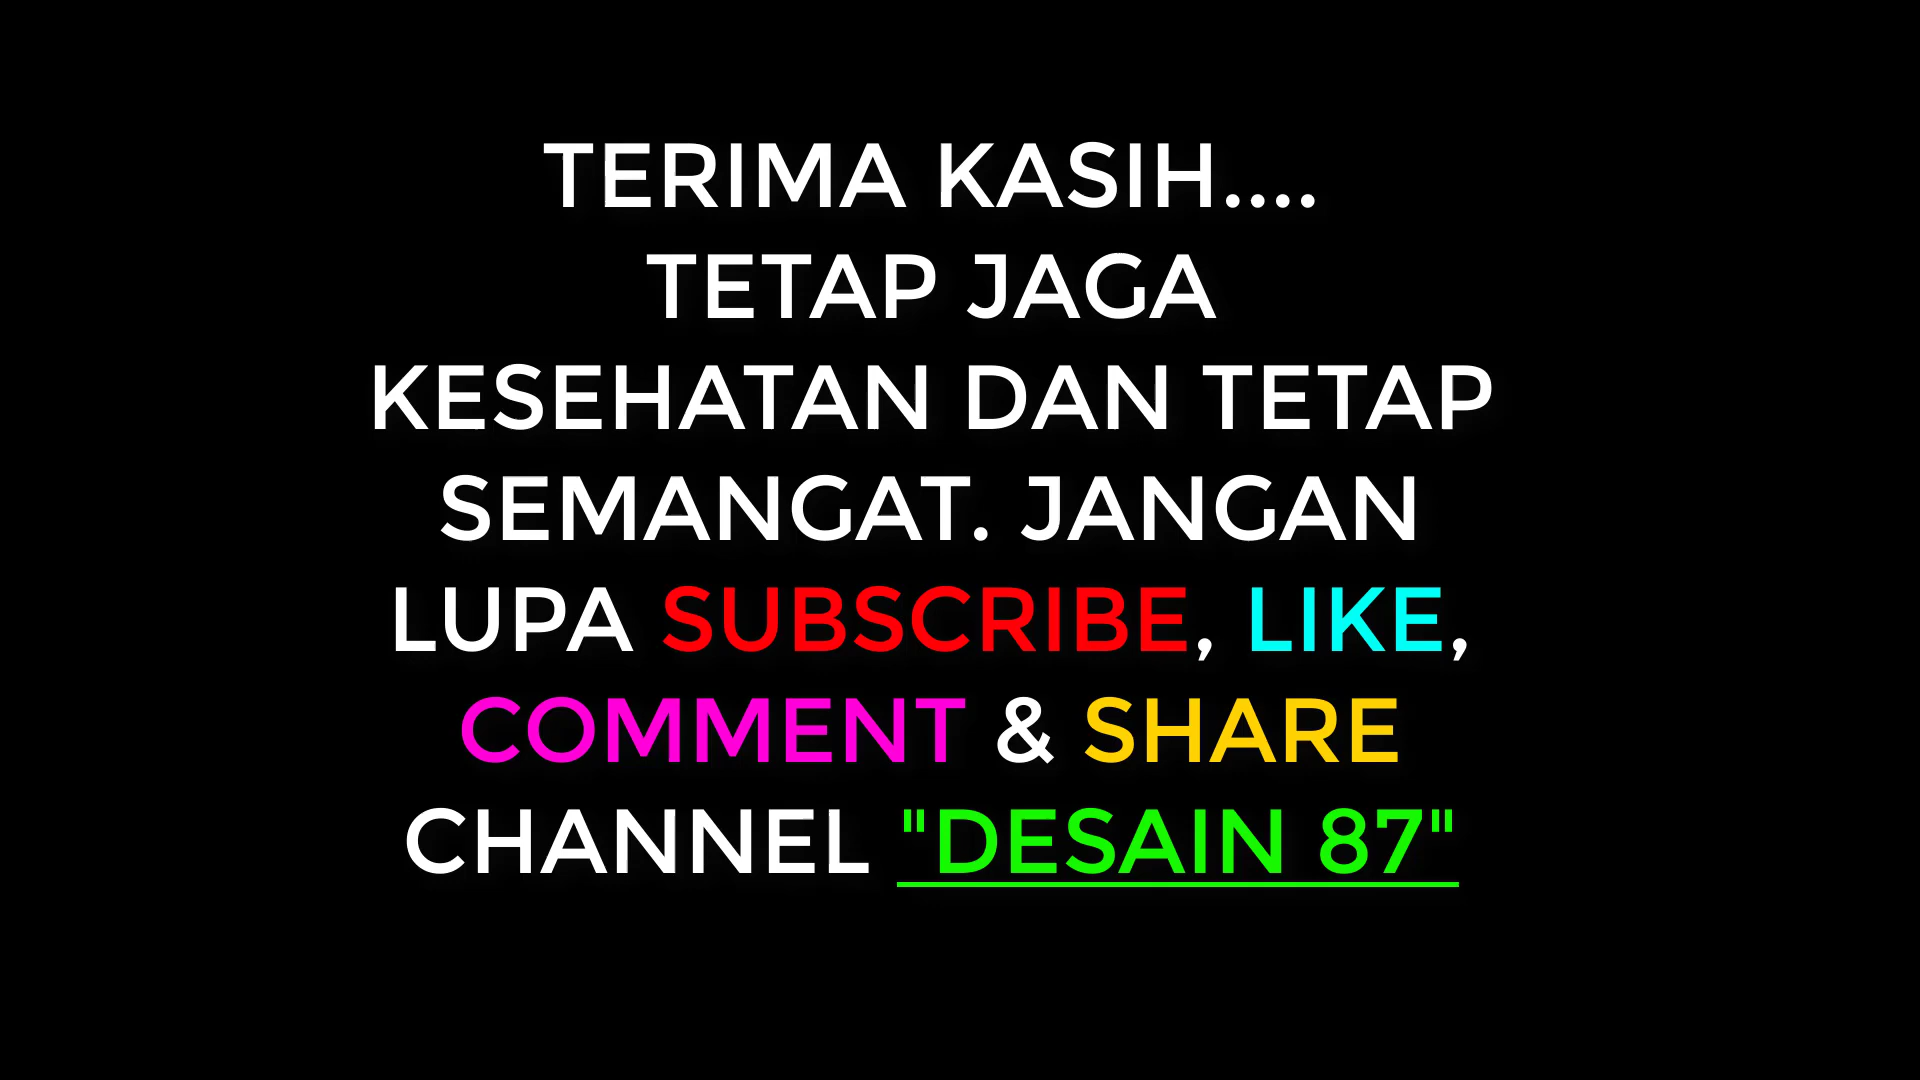 TERIMA KASIH....
TETAP JAGA
KESEHATAN DAN TETAP
SEMANGAT. JANGAN
LUPA SUBSCRIBE, LIKE,
COMMENT & SHARE
CHANNEL "DESAIN 87"